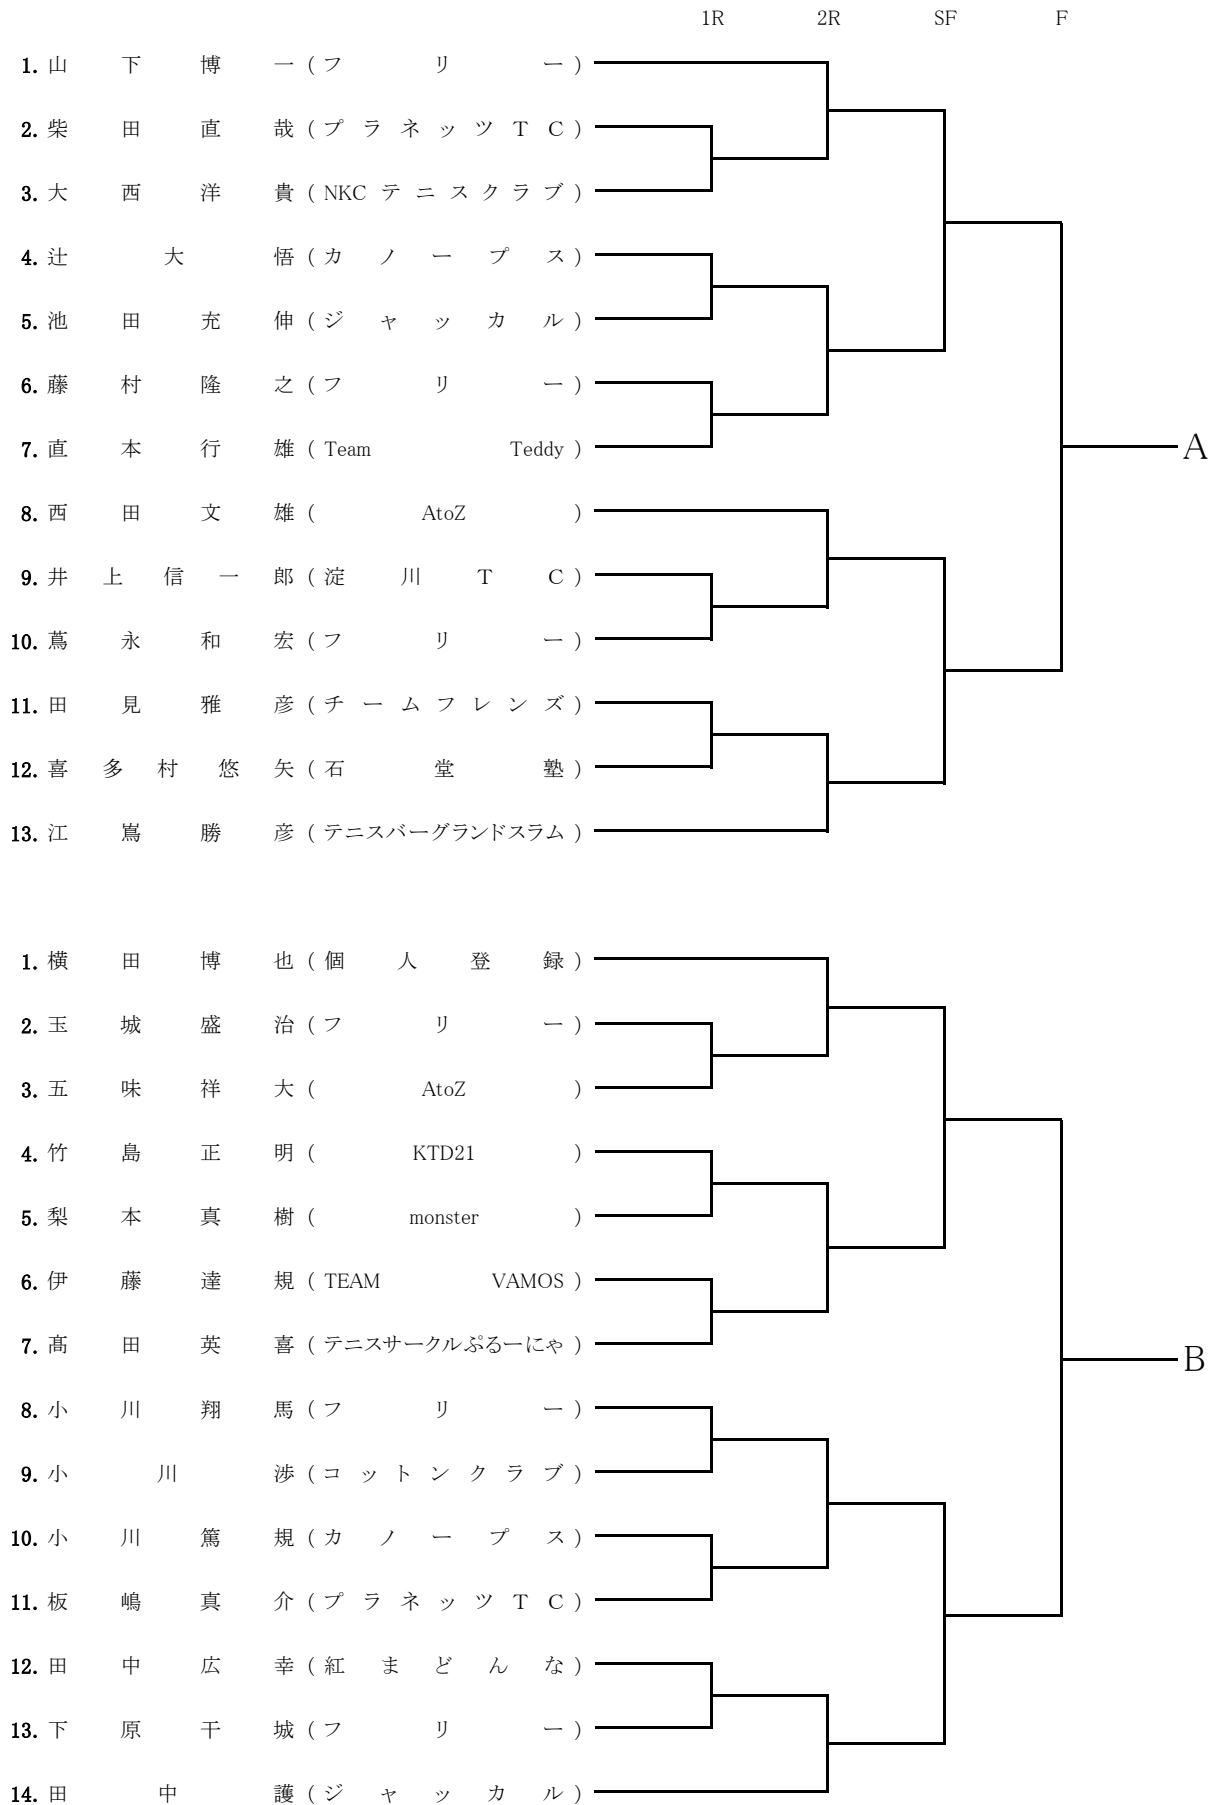 1R 2R SF F
1. 山下博一 (フリー)
2. 柴田直哉 (プラネッツTC)
3. 大西洋貴 (NKCテニスクラブ)
4. 辻大悟 (カノープス)
5. 池田充伸 (ジャッカル)
6. 藤村隆之 (フリー)
7. 直本行雄 (Team Teddy)
A
8. 西田文雄 (AtoZ)
9. 井上信一郎 (淀川TC)
10. 蔦永和宏 (フリー)
11. 田見雅彦 (チームフレンズ)
12. 喜多村悠矢 (石堂塾)
13. 江嶌勝彦 (テニスバーグランドスラム)
1. 横田博也 (個人登録)
2. 玉城盛治 (フリー)
3. 五味祥大 (AtoZ)
4. 竹島正明 (KTD21)
5. 梨本真樹 (monster)
6. 伊藤達規 (TEAM VAMOS)
7. 髙田英喜 (テニスサークルぷるーにゃ)
B
8. 小川翔馬 (フリー)
9. 小川渉 (コットンクラブ)
10. 小川篤規 (カノープス)
11. 板嶋真介 (プラネッツTC)
12. 田中広幸 (紅まどんな)
13. 下原干城 (フリー)
14. 田中護 (ジャッカル)